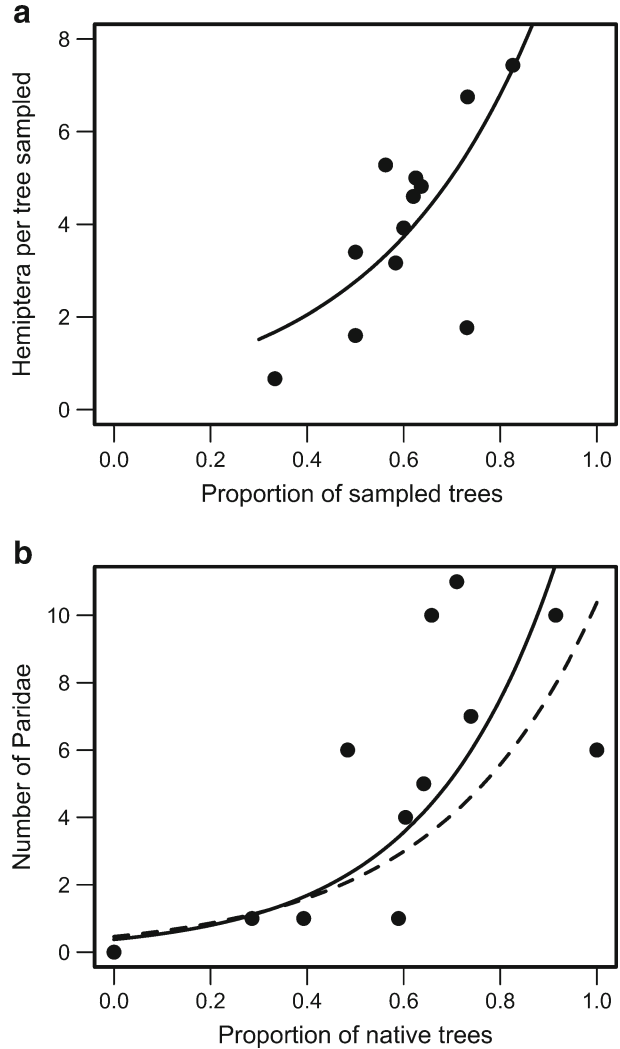 a
Hemiptera per tree sampled
8
6
4
2
0
0.0 0.2 0.4 0.6 0.8 1.0
Proportion of sampled trees
b
Number of Paridae
10
8
6
4
2
0
0.0 0.2 0.4 0.6 0.8 1.0
Proportion of native trees